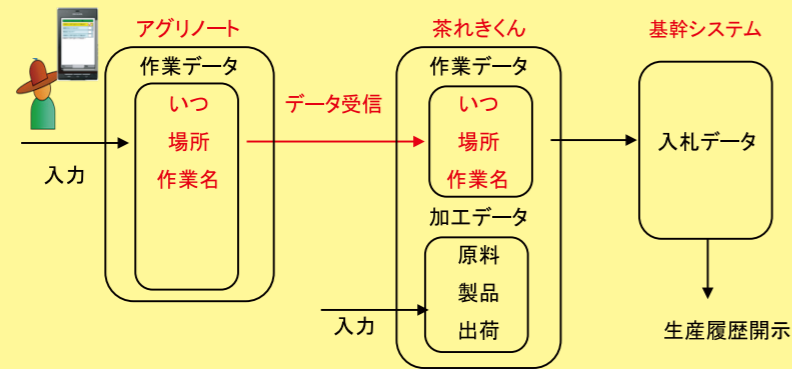 アグリノート
作業データ
いつ
場所
作業名
入力
データ受信
茶れきくん
作業データ
いつ
場所
作業名
加工データ
原料
製品
出荷
入力
基幹システム
入札データ
生産履歴開示